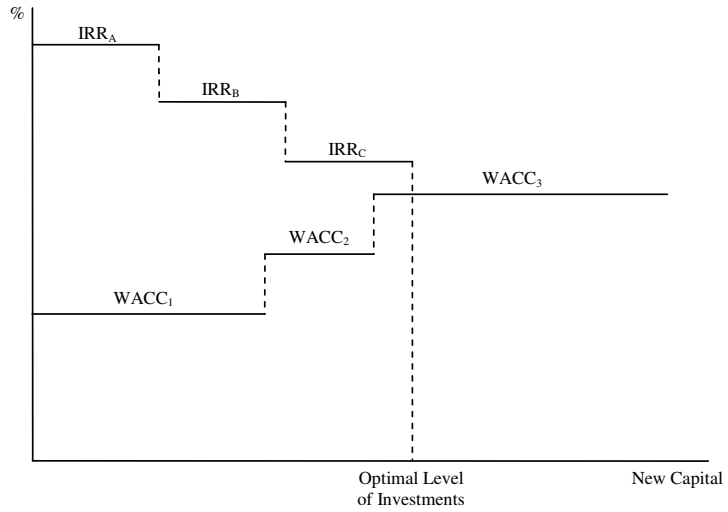 %
IRR_A
IRR_B
IRR_C
WACC_3
WACC_2
WACC_1
Optimal Level
of Investments
New Capital